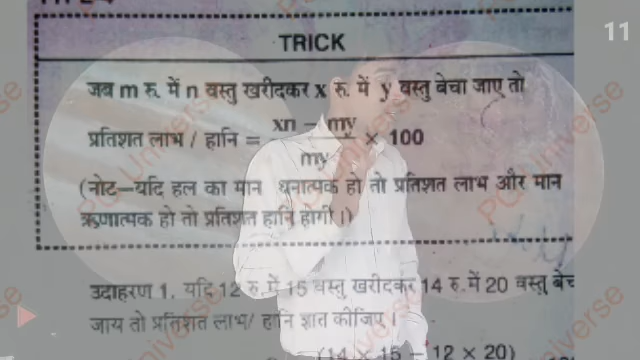 11
TRICK
जब m रु. में n वस्तु खरीदकर x रु. में y वस्तु बेचा जाए तो
प्रतिशत लाभ / हानि = xn – my / my × 100
(नोट–यदि हल का मान धनात्मक हो तो प्रतिशत लाभ और मान
ऋणात्मक हो तो प्रतिशत हानि होगी।)
उदाहरण 1. यदि 12 रु. में 15 वस्तु खरीदकर 14 रु. में 20 वस्तु बेच
जाय तो प्रतिशत लाभ/ हानि ज्ञात कीजिए।
(14 × 15 – 12 × 20)
PC Universe